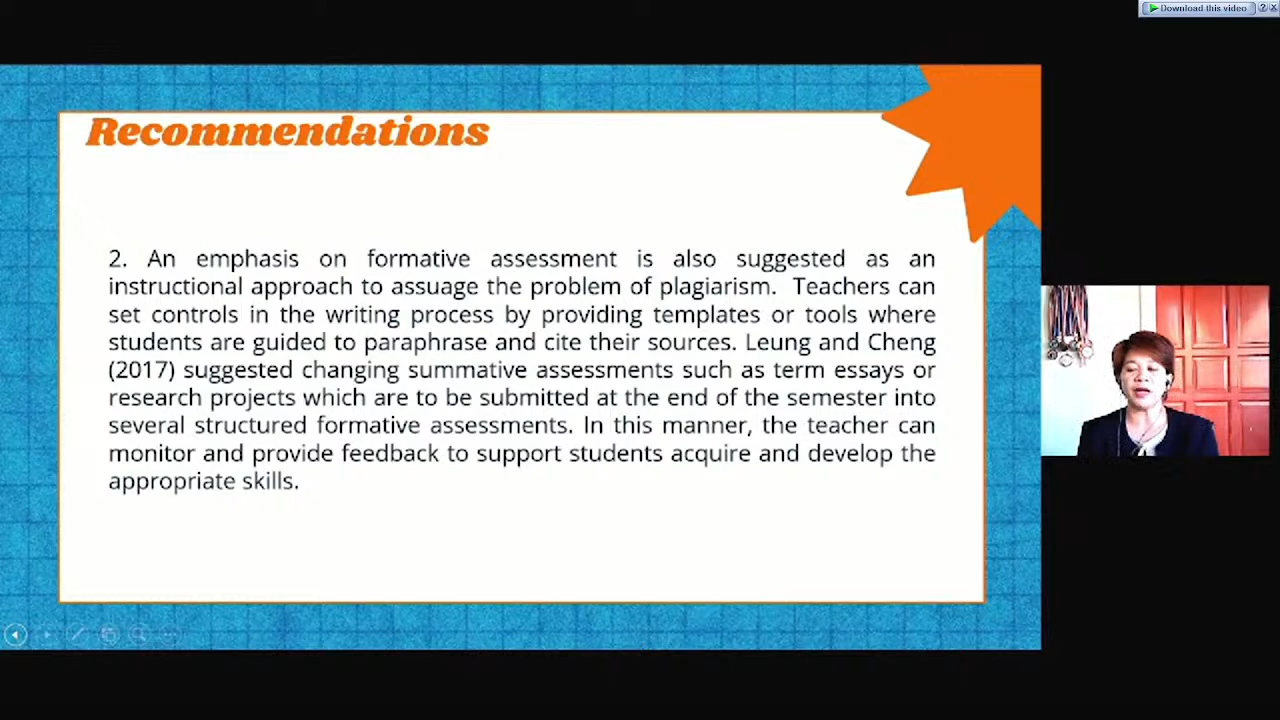 Download this video
Recommendations
2. An emphasis on formative assessment is also suggested as an
instructional approach to assuage the problem of plagiarism. Teachers can
set controls in the writing process by providing templates or tools where
students are guided to paraphrase and cite their sources. Leung and Cheng
(2017) suggested changing summative assessments such as term essays or
research projects which are to be submitted at the end of the semester into
several structured formative assessments. In this manner, the teacher can
monitor and provide feedback to support students acquire and develop the
appropriate skills.